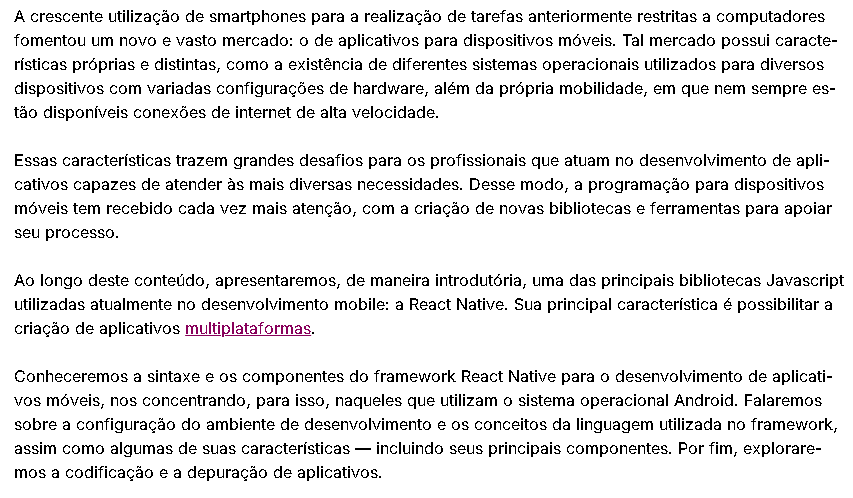 A crescente utilização de smartphones para a realização de tarefas anteriormente restritas a computadores
fomentou um novo e vasto mercado: o de aplicativos para dispositivos móveis. Tal mercado possui caracte-
rísticas próprias e distintas, como a existência de diferentes sistemas operacionais utilizados para diversos
dispositivos com variadas configurações de hardware, além da própria mobilidade, em que nem sempre es-
tão disponíveis conexões de internet de alta velocidade.
Essas características trazem grandes desafios para os profissionais que atuam no desenvolvimento de apli-
cativos capazes de atender às mais diversas necessidades. Desse modo, a programação para dispositivos
móveis tem recebido cada vez mais atenção, com a criação de novas bibliotecas e ferramentas para apoiar
seu processo.
Ao longo deste conteúdo, apresentaremos, de maneira introdutória, uma das principais bibliotecas Javascript
utilizadas atualmente no desenvolvimento mobile: a React Native. Sua principal característica é possibilitar a
criação de aplicativos multiplataformas.
Conheceremos a sintaxe e os componentes do framework React Native para o desenvolvimento de aplicati-
vos móveis, nos concentrando, para isso, naqueles que utilizam o sistema operacional Android. Falaremos
sobre a configuração do ambiente de desenvolvimento e os conceitos da linguagem utilizada no framework,
assim como algumas de suas características — incluindo seus principais componentes. Por fim, explorare-
mos a codificação e a depuração de aplicativos.